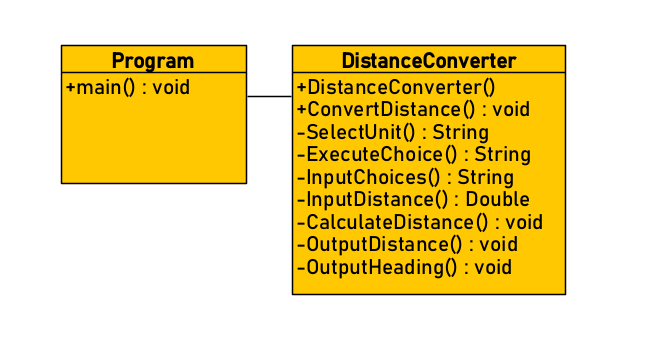 Program
+main() : void
DistanceConverter
+DistanceConverter()
+ConvertDistance() : void
-SelectUnit() : String
-ExecuteChoice() : String
-InputChoices() : String
-InputDistance() : Double
-CalculateDistance() : void
-OutputDistance() : void
-OutputHeading() : void